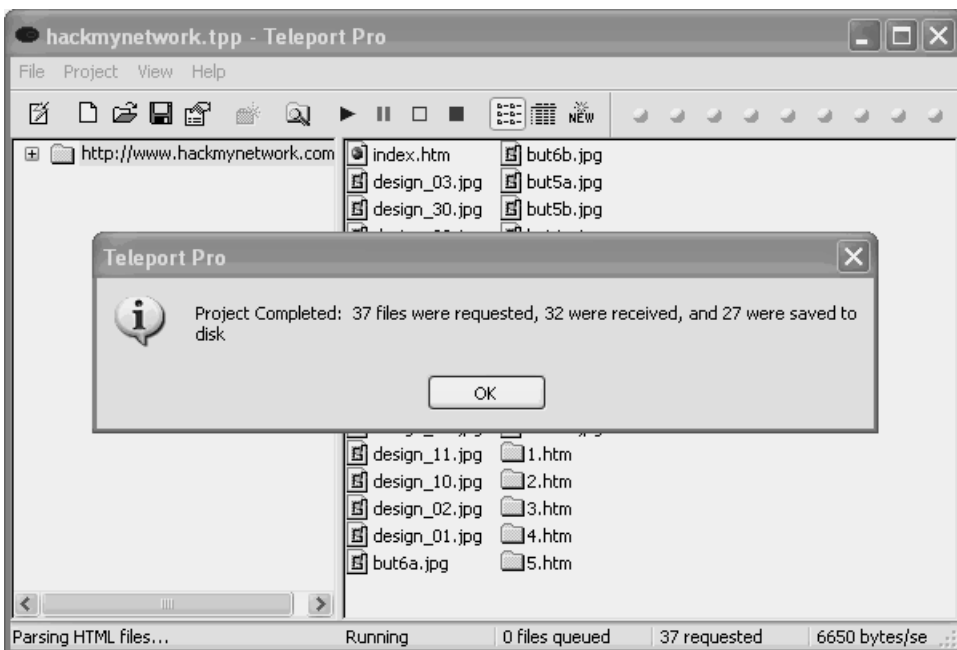 hackmynetwork.tpp - Teleport Pro
File Project View Help
NEW
http://www.hackmynetwork.com
index.htm but6b.jpg
design_03.jpg but5a.jpg
design_30.jpg but5b.jpg
Teleport Pro
Project Completed: 37 files were requested, 32 were received, and 27 were saved to
disk
OK
design_11.jpg 1.htm
design_10.jpg 2.htm
design_02.jpg 3.htm
design_01.jpg 4.htm
but6a.jpg 5.htm
Parsing HTML files... Running 0 files queued 37 requested 6650 bytes/se